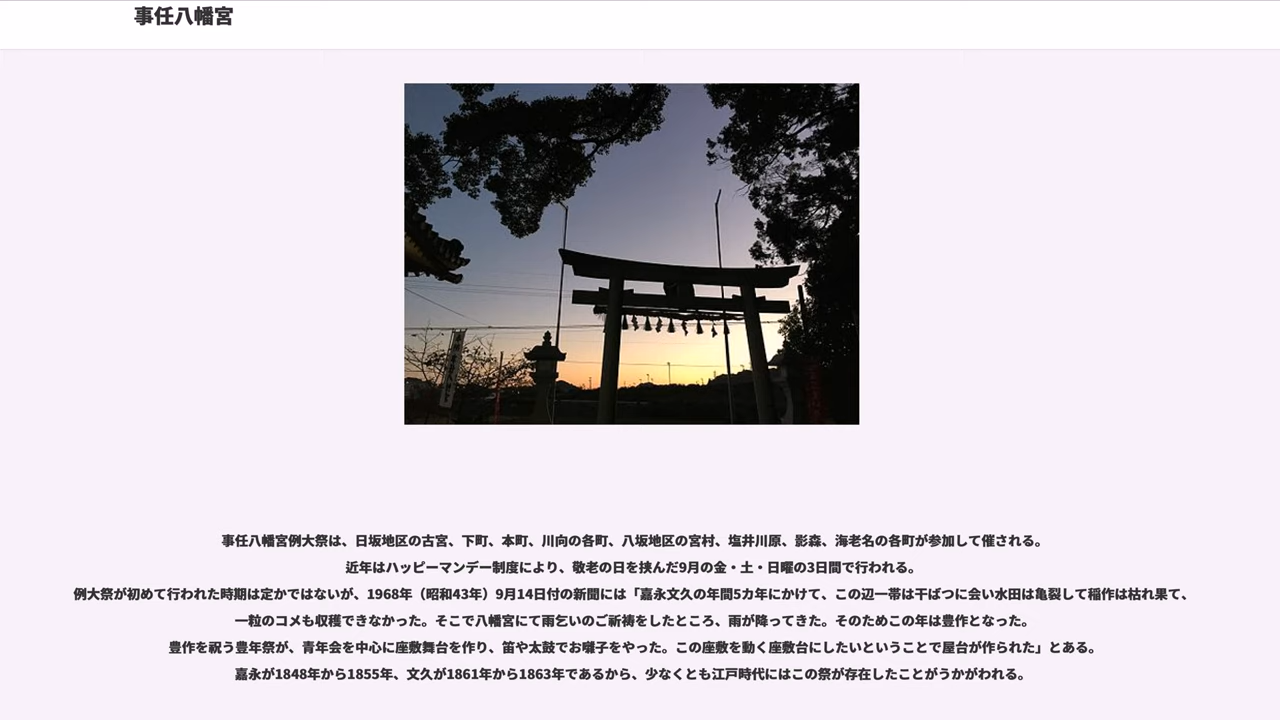 事任八幡宮
事任八幡宮例大祭は、日坂地区の古宮、下町、本町、川向の各町、八坂地区の宮村、塩井川原、影森、海老名の各町が参加して催される。
近年はハッピーマンデー制度により、敬老の日を挟んだ9月の金・土・日曜の3日間で行われる。
例大祭が初めて行われた時期は定かではないが、1968年（昭和43年）9月14日付の新聞には「嘉永文久の年間5カ年にかけて、この辺一帯は干ばつに会い水田は亀裂して稲作は枯れ果て、
一粒のコメも収穫できなかった。そこで八幡宮にて雨乞いのご祈祷をしたところ、雨が降ってきた。そのためこの年は豊作となった。
豊作を祝う豊年祭が、青年会を中心に座敷舞台を作り、笛や太鼓でお囃子をやった。この座敷を動く座敷台にしたいということで屋台が作られた」とある。
嘉永が1848年から1855年、文久が1861年から1863年であるから、少なくとも江戸時代にはこの祭が存在したことがうかがわれる。